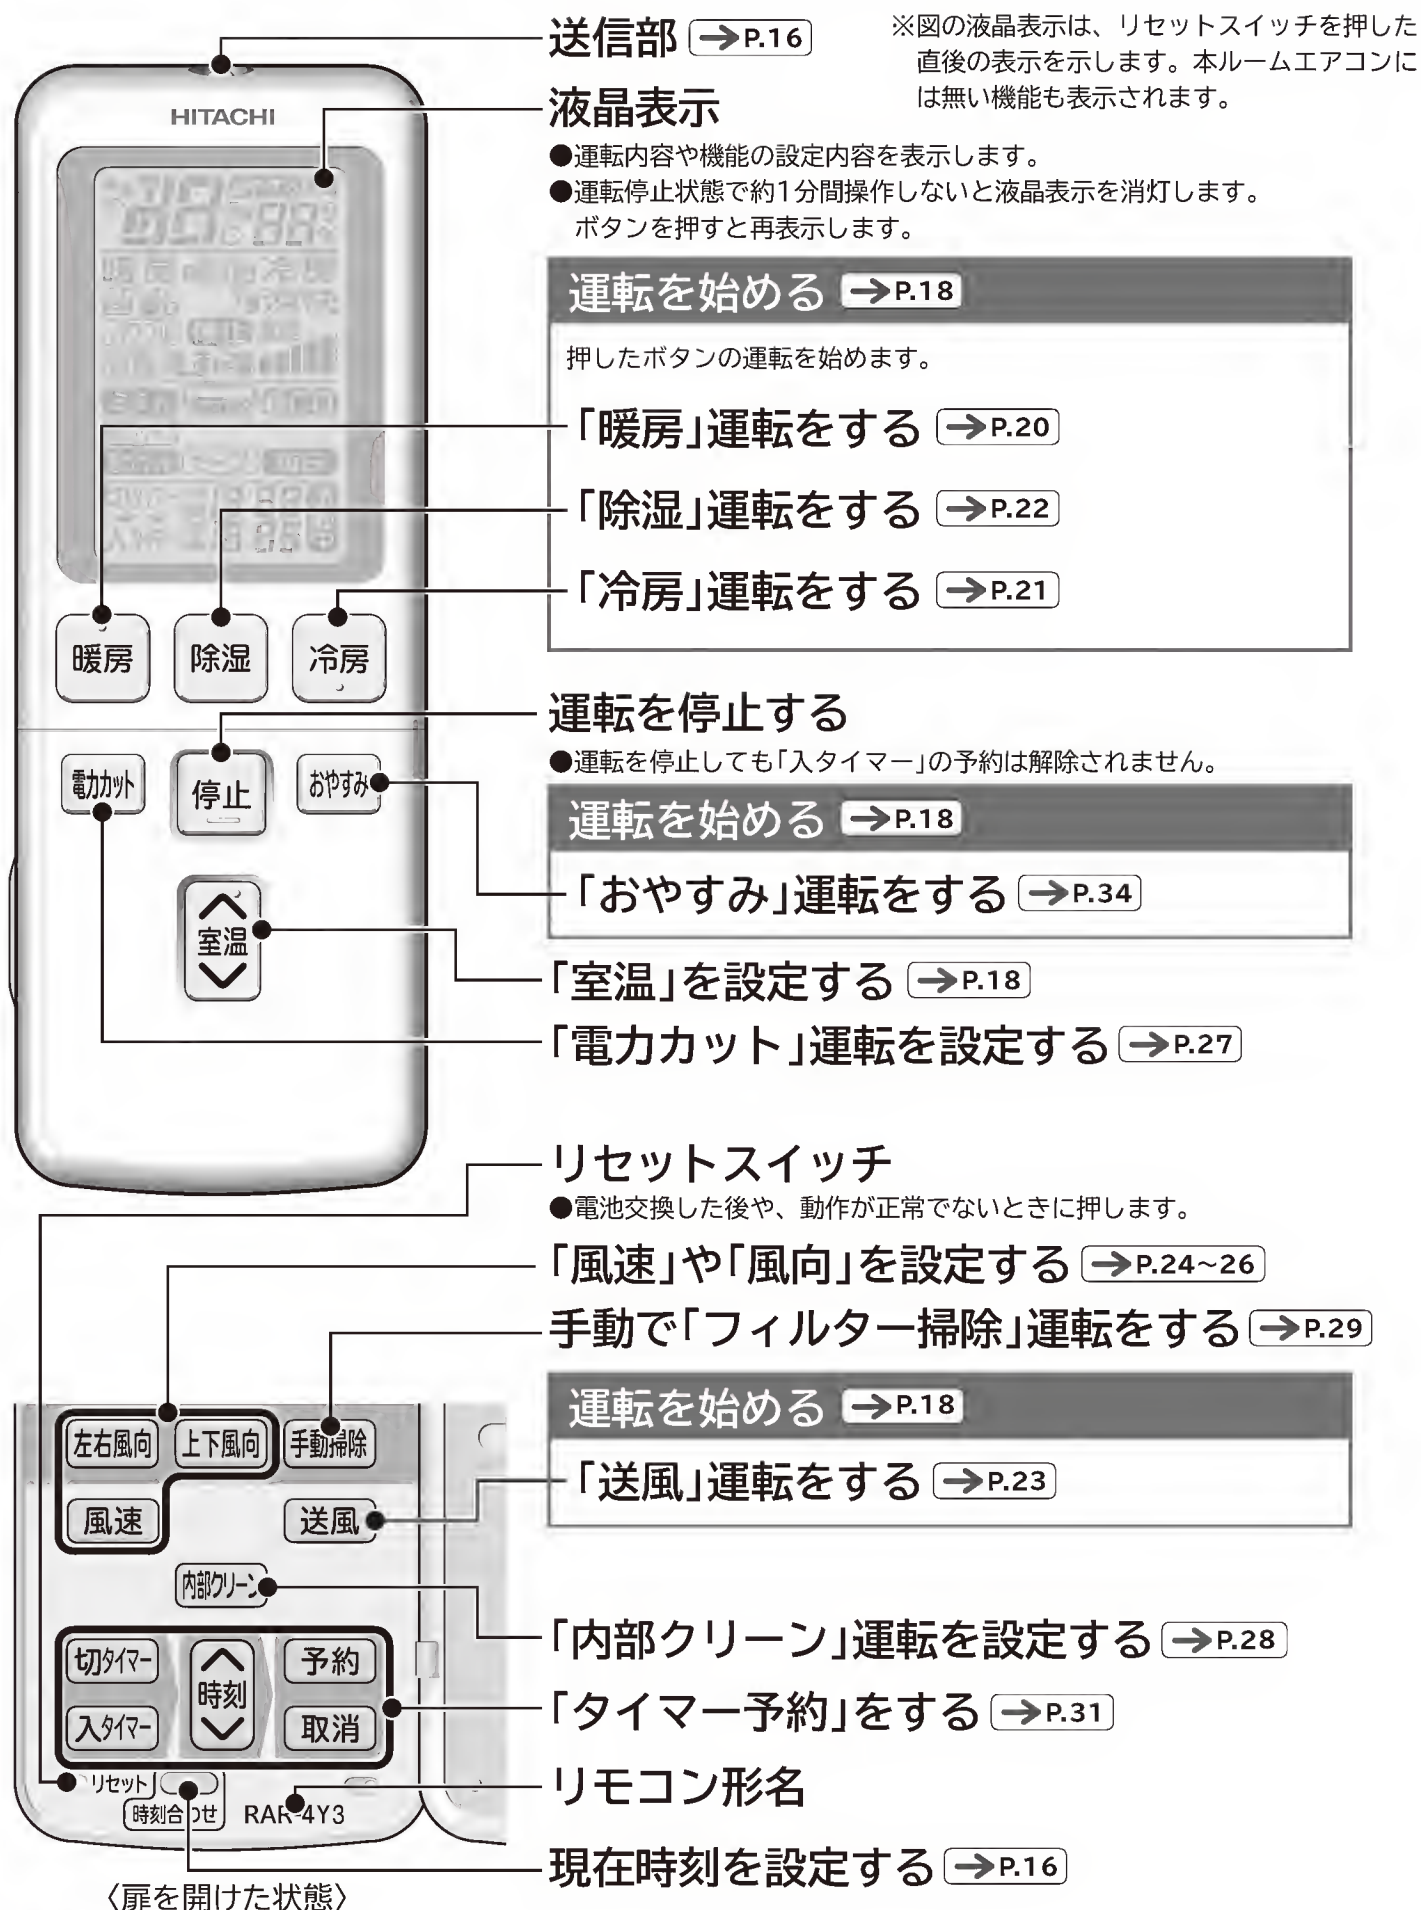 送信部 →P.16
※図の液晶表示は、リセットスイッチを押した
直後の表示を示します。本ルームエアコンに
は無い機能も表示されます。
液晶表示
●運転内容や機能の設定内容を表示します。
●運転停止状態で約1分間操作しないと液晶表示を消灯します。
ボタンを押すと再表示します。
運転を始める →P.18
押したボタンの運転を始めます。
「暖房」運転をする →P.20
「除湿」運転をする →P.22
「冷房」運転をする →P.21
運転を停止する
●運転を停止しても「入タイマー」の予約は解除されません。
運転を始める →P.18
「おやすみ」運転をする →P.34
「室温」を設定する →P.18
「電力カット」運転を設定する →P.27
リセットスイッチ
●電池交換した後や、動作が正常でないときに押します。
「風速」や「風向」を設定する →P.24~26
手動で「フィルター掃除」運転をする →P.29
運転を始める →P.18
「送風」運転をする →P.23
「内部クリーン」運転を設定する →P.28
「タイマー予約」をする →P.31
リモコン形名
現在時刻を設定する →P.16
HITACHI
暖房 除湿 冷房
電力カット 停止 おやすみ
室温
左右風向 上下風向 手動掃除
風速 送風
内部クリーン
切タイマー 時刻 予約
入タイマー 取消
リセット
時刻合わせ RAR-4Y3
〈扉を開けた状態〉